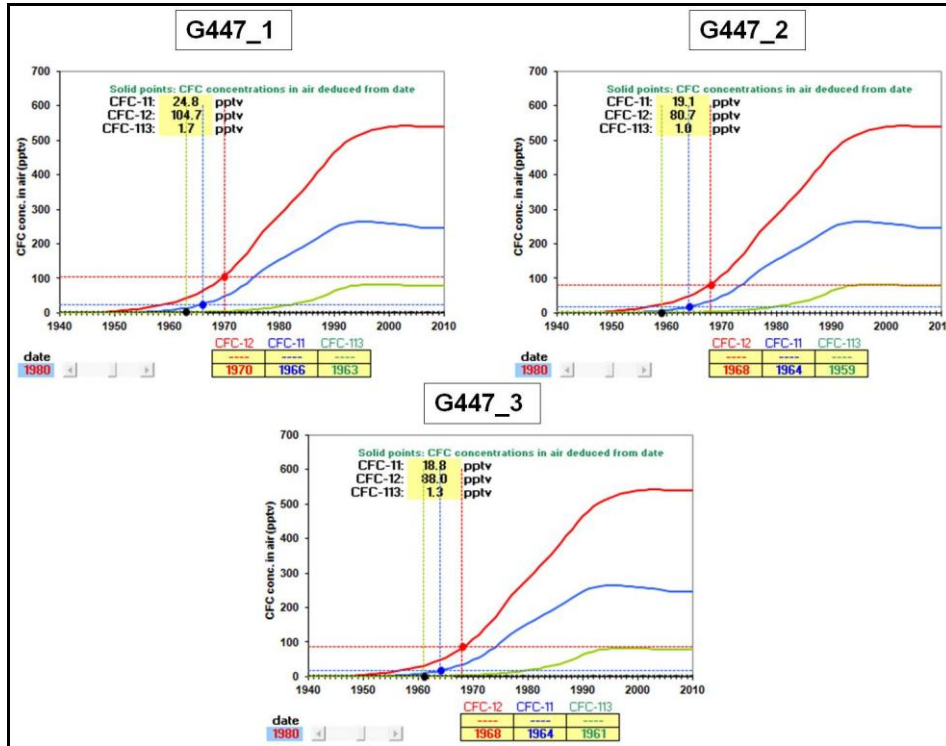 G447_1
700
600
500
400
300
200
100
0
CFC conc. in air (pptv)
Solid points: CFC concentrations in air deduced from date
CFC-11: 24.8 pptv
CFC-12: 104.7 pptv
CFC-113: 1.7 pptv
1940 1950 1960 1970 1980 1990 2000 2010
CFC-12 CFC-11 CFC-113
date ---- ---- ----
1980 1970 1966 1963
G447_2
700
600
500
400
300
200
100
0
CFC conc. in air (pptv)
Solid points: CFC concentrations in air deduced from date
CFC-11: 19.1 pptv
CFC-12: 80.7 pptv
CFC-113: 1.0 pptv
1940 1950 1960 1970 1980 1990 2000 2010
CFC-12 CFC-11 CFC-113
date ---- ---- ----
1980 1968 1964 1959
G447_3
700
600
500
400
300
200
100
0
CFC conc. in air (pptv)
Solid points: CFC concentrations in air deduced from date
CFC-11: 18.8 pptv
CFC-12: 88.0 pptv
CFC-113: 1.3 pptv
1940 1950 1960 1970 1980 1990 2000 2010
CFC-12 CFC-11 CFC-113
date ---- ---- ----
1980 1968 1964 1961